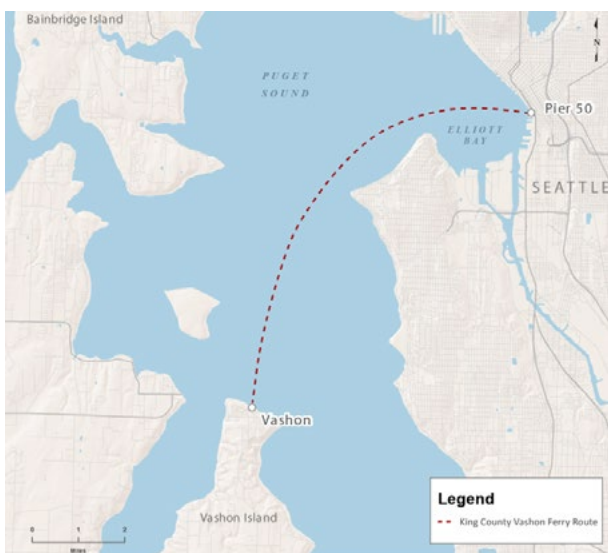 Bainbridge Island
N
PUGET
SOUND
Pier 50
ELLIOTT
BAY
SEATTLE
Vashon
Vashon Island
Legend
King County Vashon Ferry Route
0 1 2
Miles